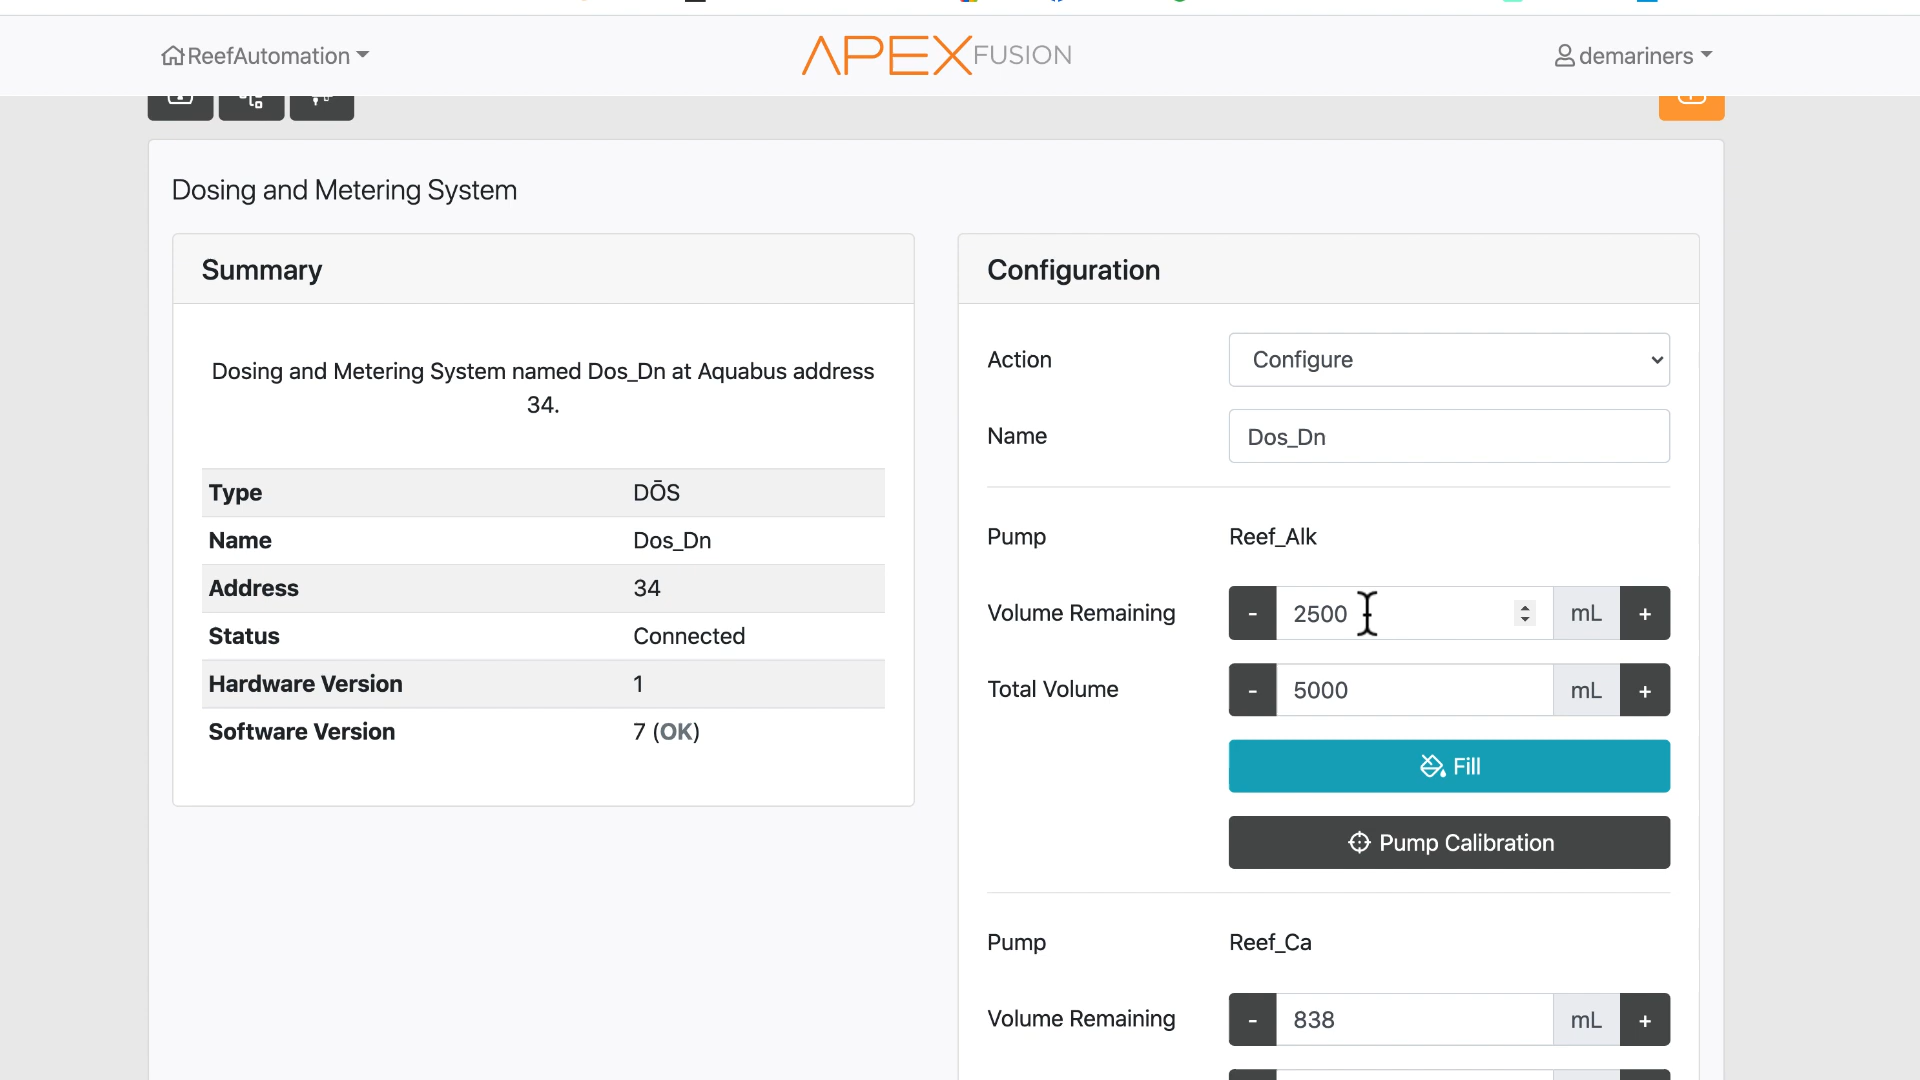 ReefAutomation
APEX FUSION
demariners
Dosing and Metering System
Summary
Dosing and Metering System named Dos_Dn at Aquabus address
34.
Type DŌS
Name Dos_Dn
Address 34
Status Connected
Hardware Version 1
Software Version 7 (OK)
Configuration
Action Configure
Name Dos_Dn
Pump Reef_Alk
Volume Remaining - 2500 mL +
Total Volume - 5000 mL +
Fill
Pump Calibration
Pump Reef_Ca
Volume Remaining - 838 mL +